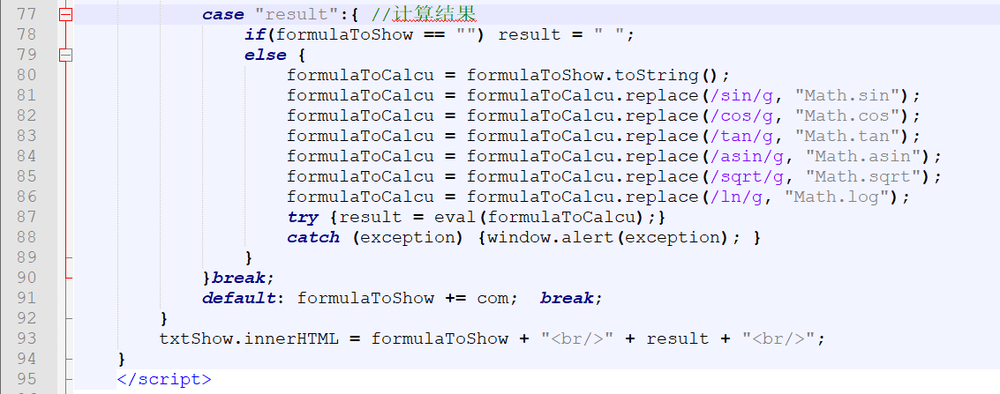 77 case "result":{ //计算结果
78 if(formulaToShow == "") result = " ";
79 else {
80 formulaToCalcu = formulaToShow.toString();
81 formulaToCalcu = formulaToCalcu.replace(/sin/g, "Math.sin");
82 formulaToCalcu = formulaToCalcu.replace(/cos/g, "Math.cos");
83 formulaToCalcu = formulaToCalcu.replace(/tan/g, "Math.tan");
84 formulaToCalcu = formulaToCalcu.replace(/asin/g, "Math.asin");
85 formulaToCalcu = formulaToCalcu.replace(/sqrt/g, "Math.sqrt");
86 formulaToCalcu = formulaToCalcu.replace(/ln/g, "Math.log");
87 try {result = eval(formulaToCalcu);}
88 catch (exception) {window.alert(exception); }
89 }
90 }break;
91 default: formulaToShow += com;  break;
92 }
93 txtShow.innerHTML = formulaToShow + "<br/>" + result + "<br/>";
94 }
95 </script>